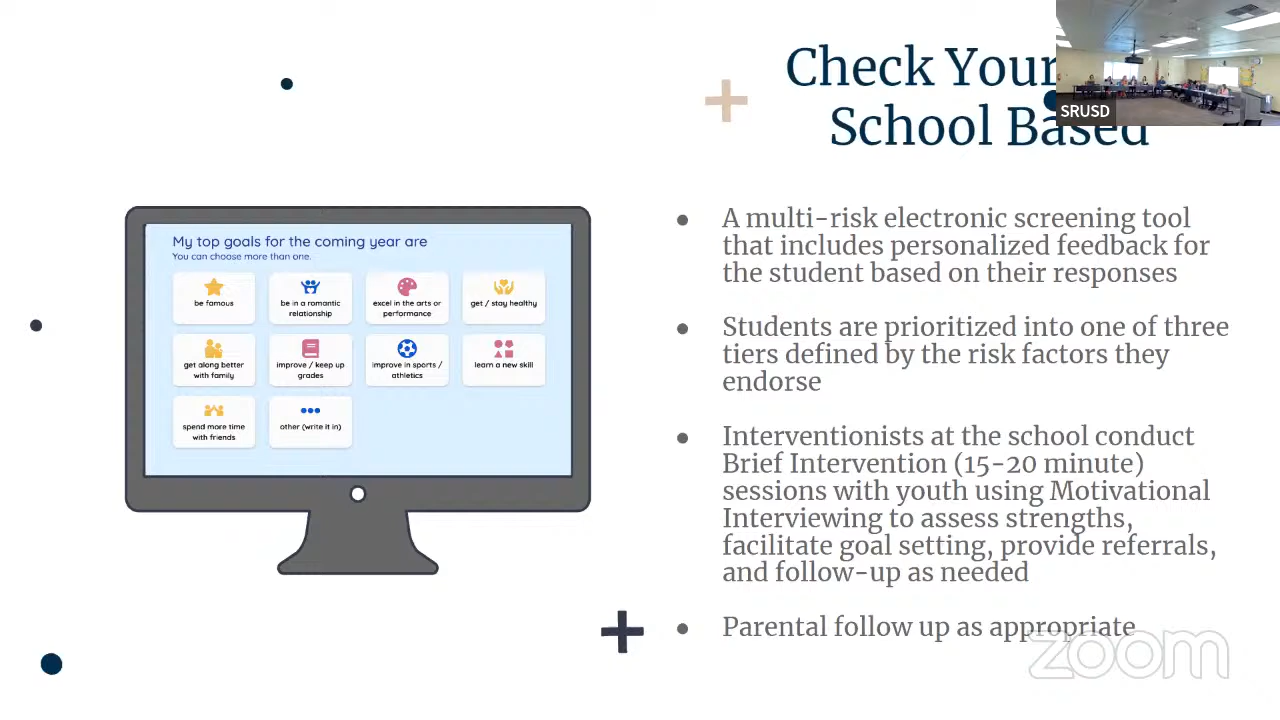 Check Your
School Based
SRUSD
My top goals for the coming year are
You can choose more than one.
be famous
be in a romantic
relationship
excel in the arts or
performance
get / stay healthy
get along better
with family
improve / keep up
grades
improve in sports /
athletics
learn a new skill
spend more time
with friends
other (write it in)
• A multi-risk electronic screening tool
that includes personalized feedback for
the student based on their responses
• Students are prioritized into one of three
tiers defined by the risk factors they
endorse
• Interventionists at the school conduct
Brief Intervention (15-20 minute)
sessions with youth using Motivational
Interviewing to assess strengths,
facilitate goal setting, provide referrals,
and follow-up as needed
• Parental follow up as appropriate
zoom